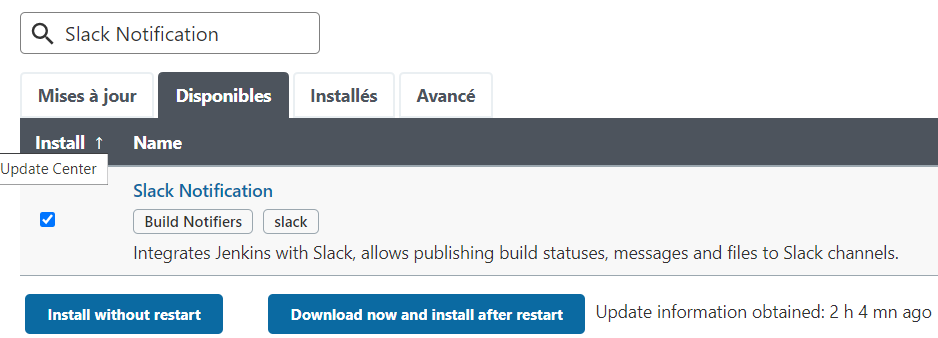 Slack Notification
Mises à jour Disponibles Installés Avancé
Install ↑ Name
Update Center
Slack Notification
Build Notifiers slack
Integrates Jenkins with Slack, allows publishing build statuses, messages and files to Slack channels.
Install without restart Download now and install after restart Update information obtained: 2 h 4 mn ago